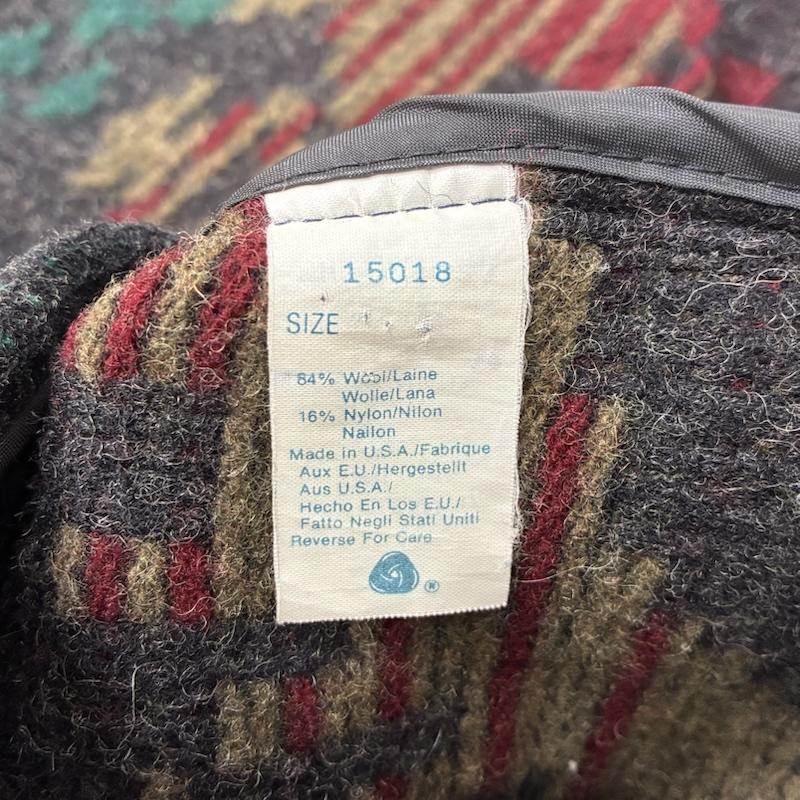 15018
SIZE
84% Wool/Laine
Wolle/Lana
16% Nylon/Nilon
Nailon
Made in U.S.A./Fabrique
Aux E.U./Hergestellt
Aus U.S.A./
Hecho En Los E.U./
Fatto Negli Stati Uniti
Reverse For Care
®